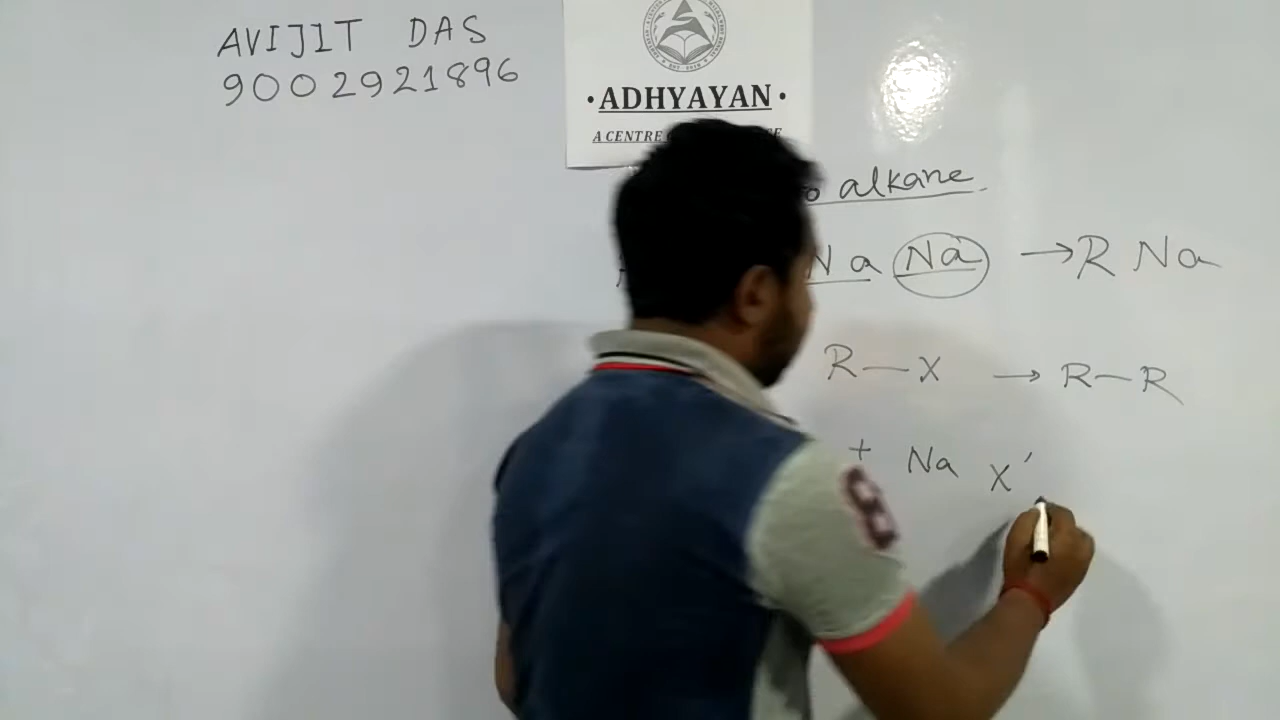 AVIJIT DAS
9002921896
• ADHYAYAN •
A CENTRE
alkane
Na Na → R Na
R — X → R — R
+ Na X'